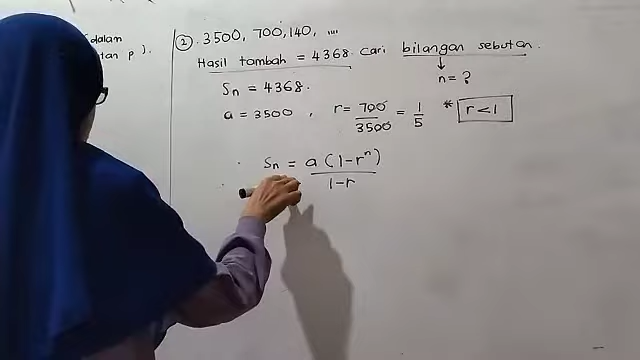 dalam
tan p ).
2 . 3500, 700, 140, ...
Hasil tambah = 4368. Cari bilangan sebutan.
n = ?
Sn = 4368.
a = 3500 , r = 700/3500 = 1/5 * r < 1
Sn = a (1-r^n)
1-r